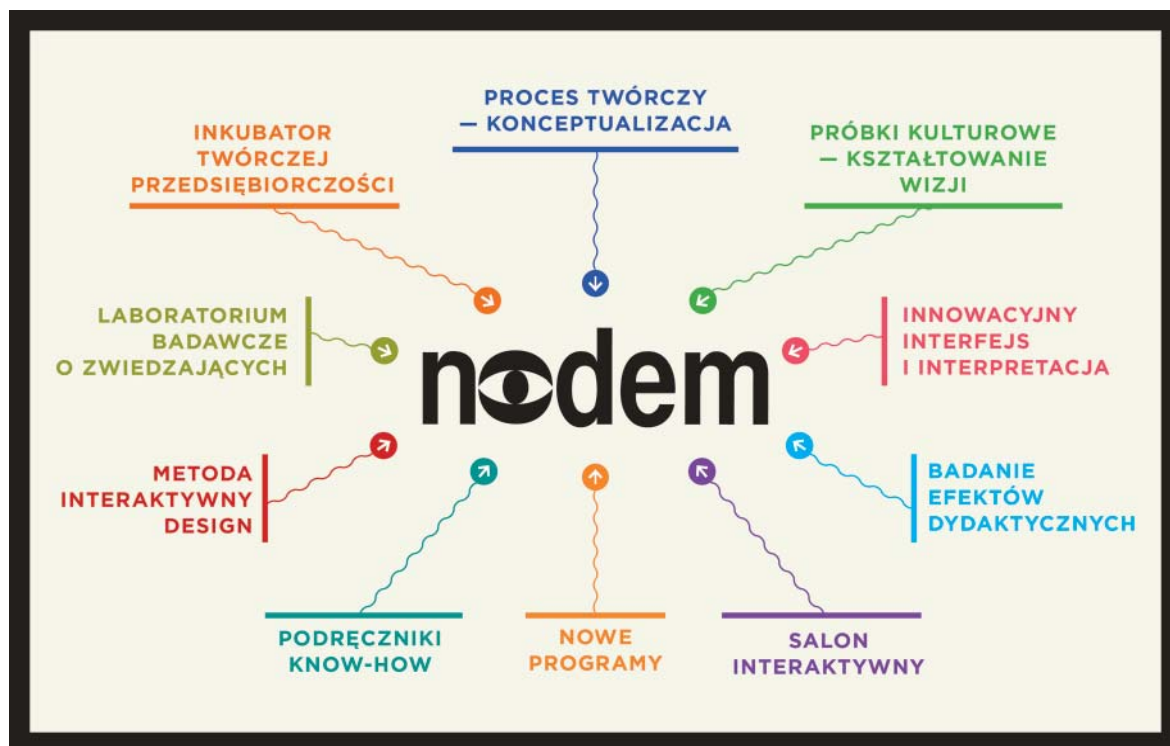 PROCES TWÓRCZY
— KONCEPTUALIZACJA
INKUBATOR
TWÓRCZEJ
PRZEDSIĘBIORCZOŚCI
PRÓBKI KULTUROWE
— KSZTAŁTOWANIE
WIZJI
LABORATORIUM
BADAWCZE
O ZWIEDZAJĄCYCH
INNOWACYJNY
INTERFEJS
I INTERPRETACJA
nodem
METODA
INTERAKTYWNY
DESIGN
BADANIE
EFEKTÓW
DYDAKTYCZNYCH
PODRĘCZNIKI
KNOW-HOW
NOWE
PROGRAMY
SALON
INTERAKTYWNY